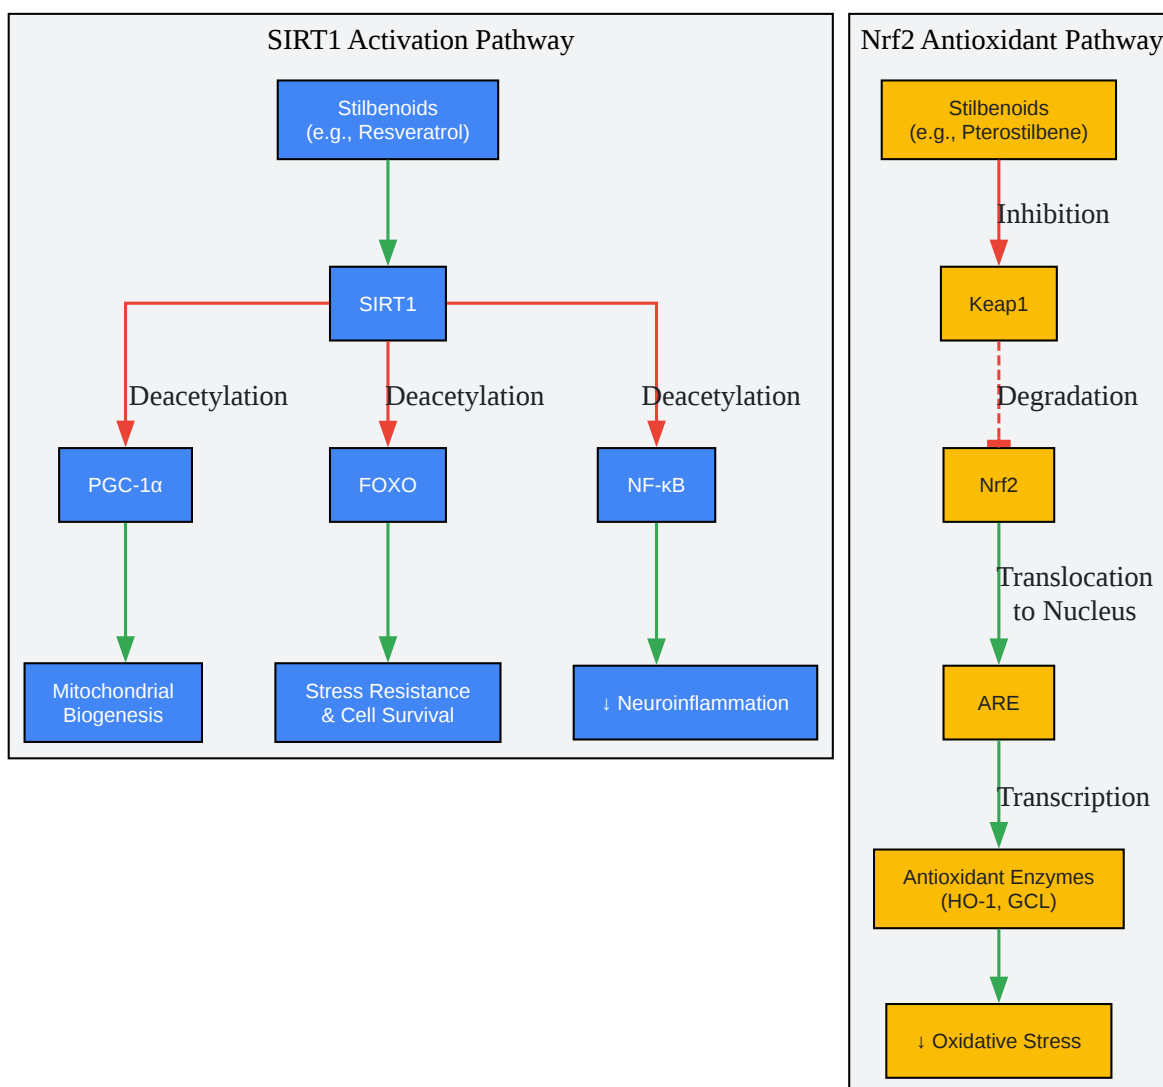 SIRT1 Activation Pathway
Stilbenoids
(e.g., Resveratrol)
SIRT1
Deacetylation
Deacetylation
Deacetylation
PGC-1α
FOXO
NF-κB
Mitochondrial
Biogenesis
Stress Resistance
& Cell Survival
↓ Neuroinflammation
Nrf2 Antioxidant Pathway
Stilbenoids
(e.g., Pterostilbene)
Inhibition
Keap1
Degradation
Nrf2
Translocation
to Nucleus
ARE
Transcription
Antioxidant Enzymes
(HO-1, GCL)
↓ Oxidative Stress